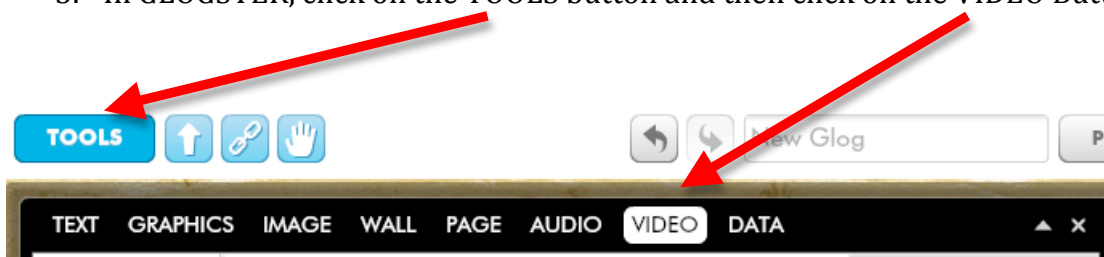 in GLOGSTER, click on the TOOLS button and then click on the VIDEO
TOOLS New Glog P
TEXT GRAPHICS IMAGE WALL PAGE AUDIO VIDEO DATA